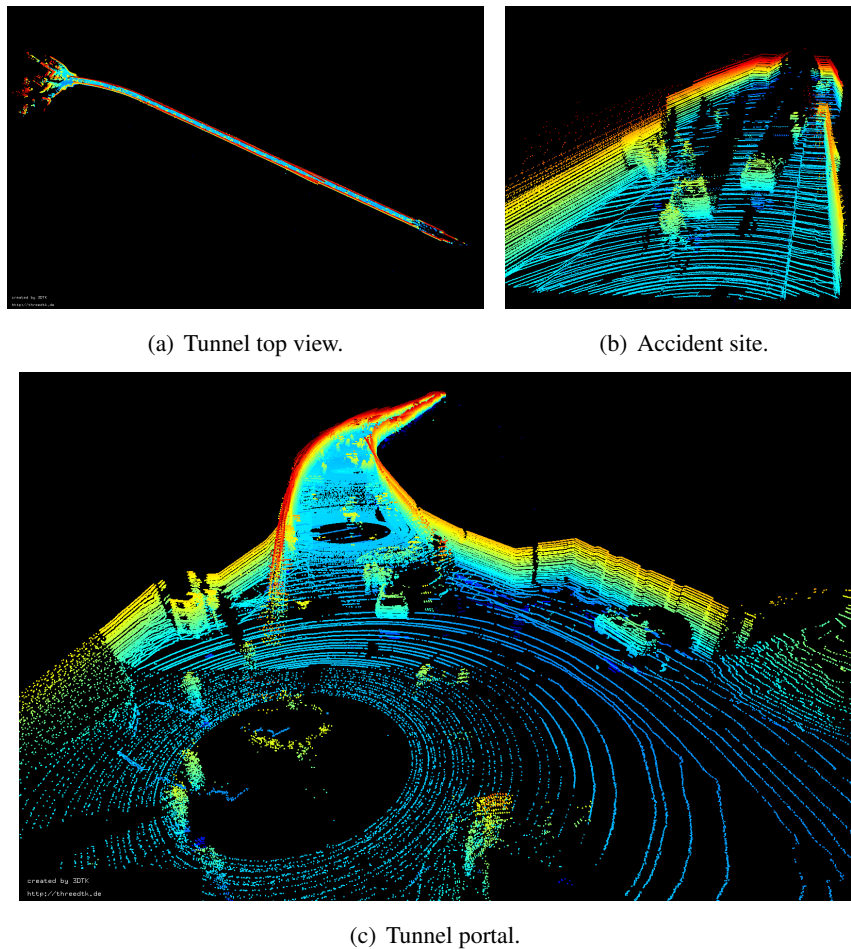 created by 3DTK
http://threedtk.de
(a) Tunnel top view.
(b) Accident site.
created by 3DTK
http://threedtk.de
(c) Tunnel portal.